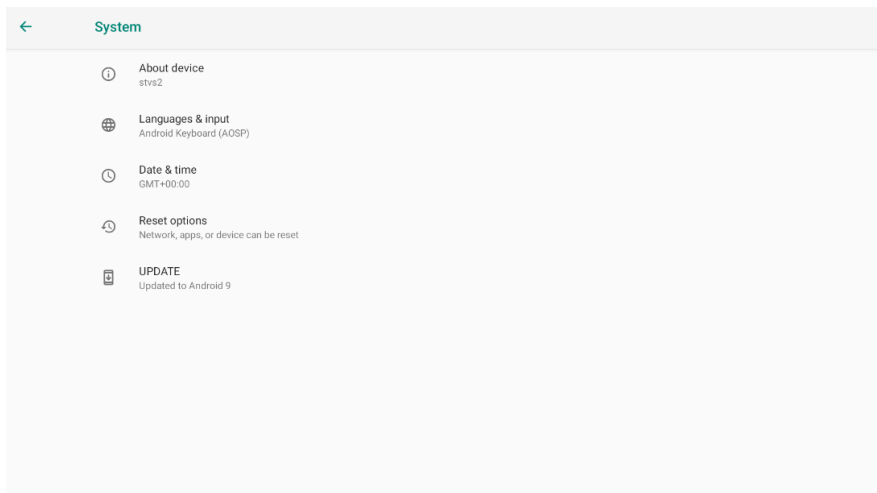 System
About device
stvs2
Languages & input
Android Keyboard (AOSP)
Date & time
GMT+00:00
Reset options
Network, apps, or device can be reset
UPDATE
Updated to Android 9